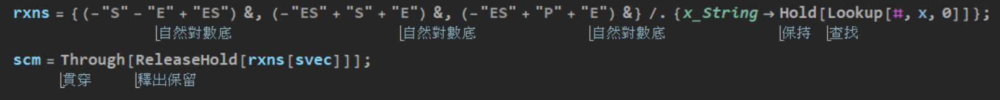 rxns = {(-"S" - "E" + "ES") &, (-"ES" + "S" + "E") &, (-"ES" + "P" + "E") &} /. {x_String → Hold[Lookup[#, x, 0]]};
自然對數底 自然對數底 自然對數底 保持 查找
scm = Through[ReleaseHold[rxns[svec]]];
貫穿 釋出保留